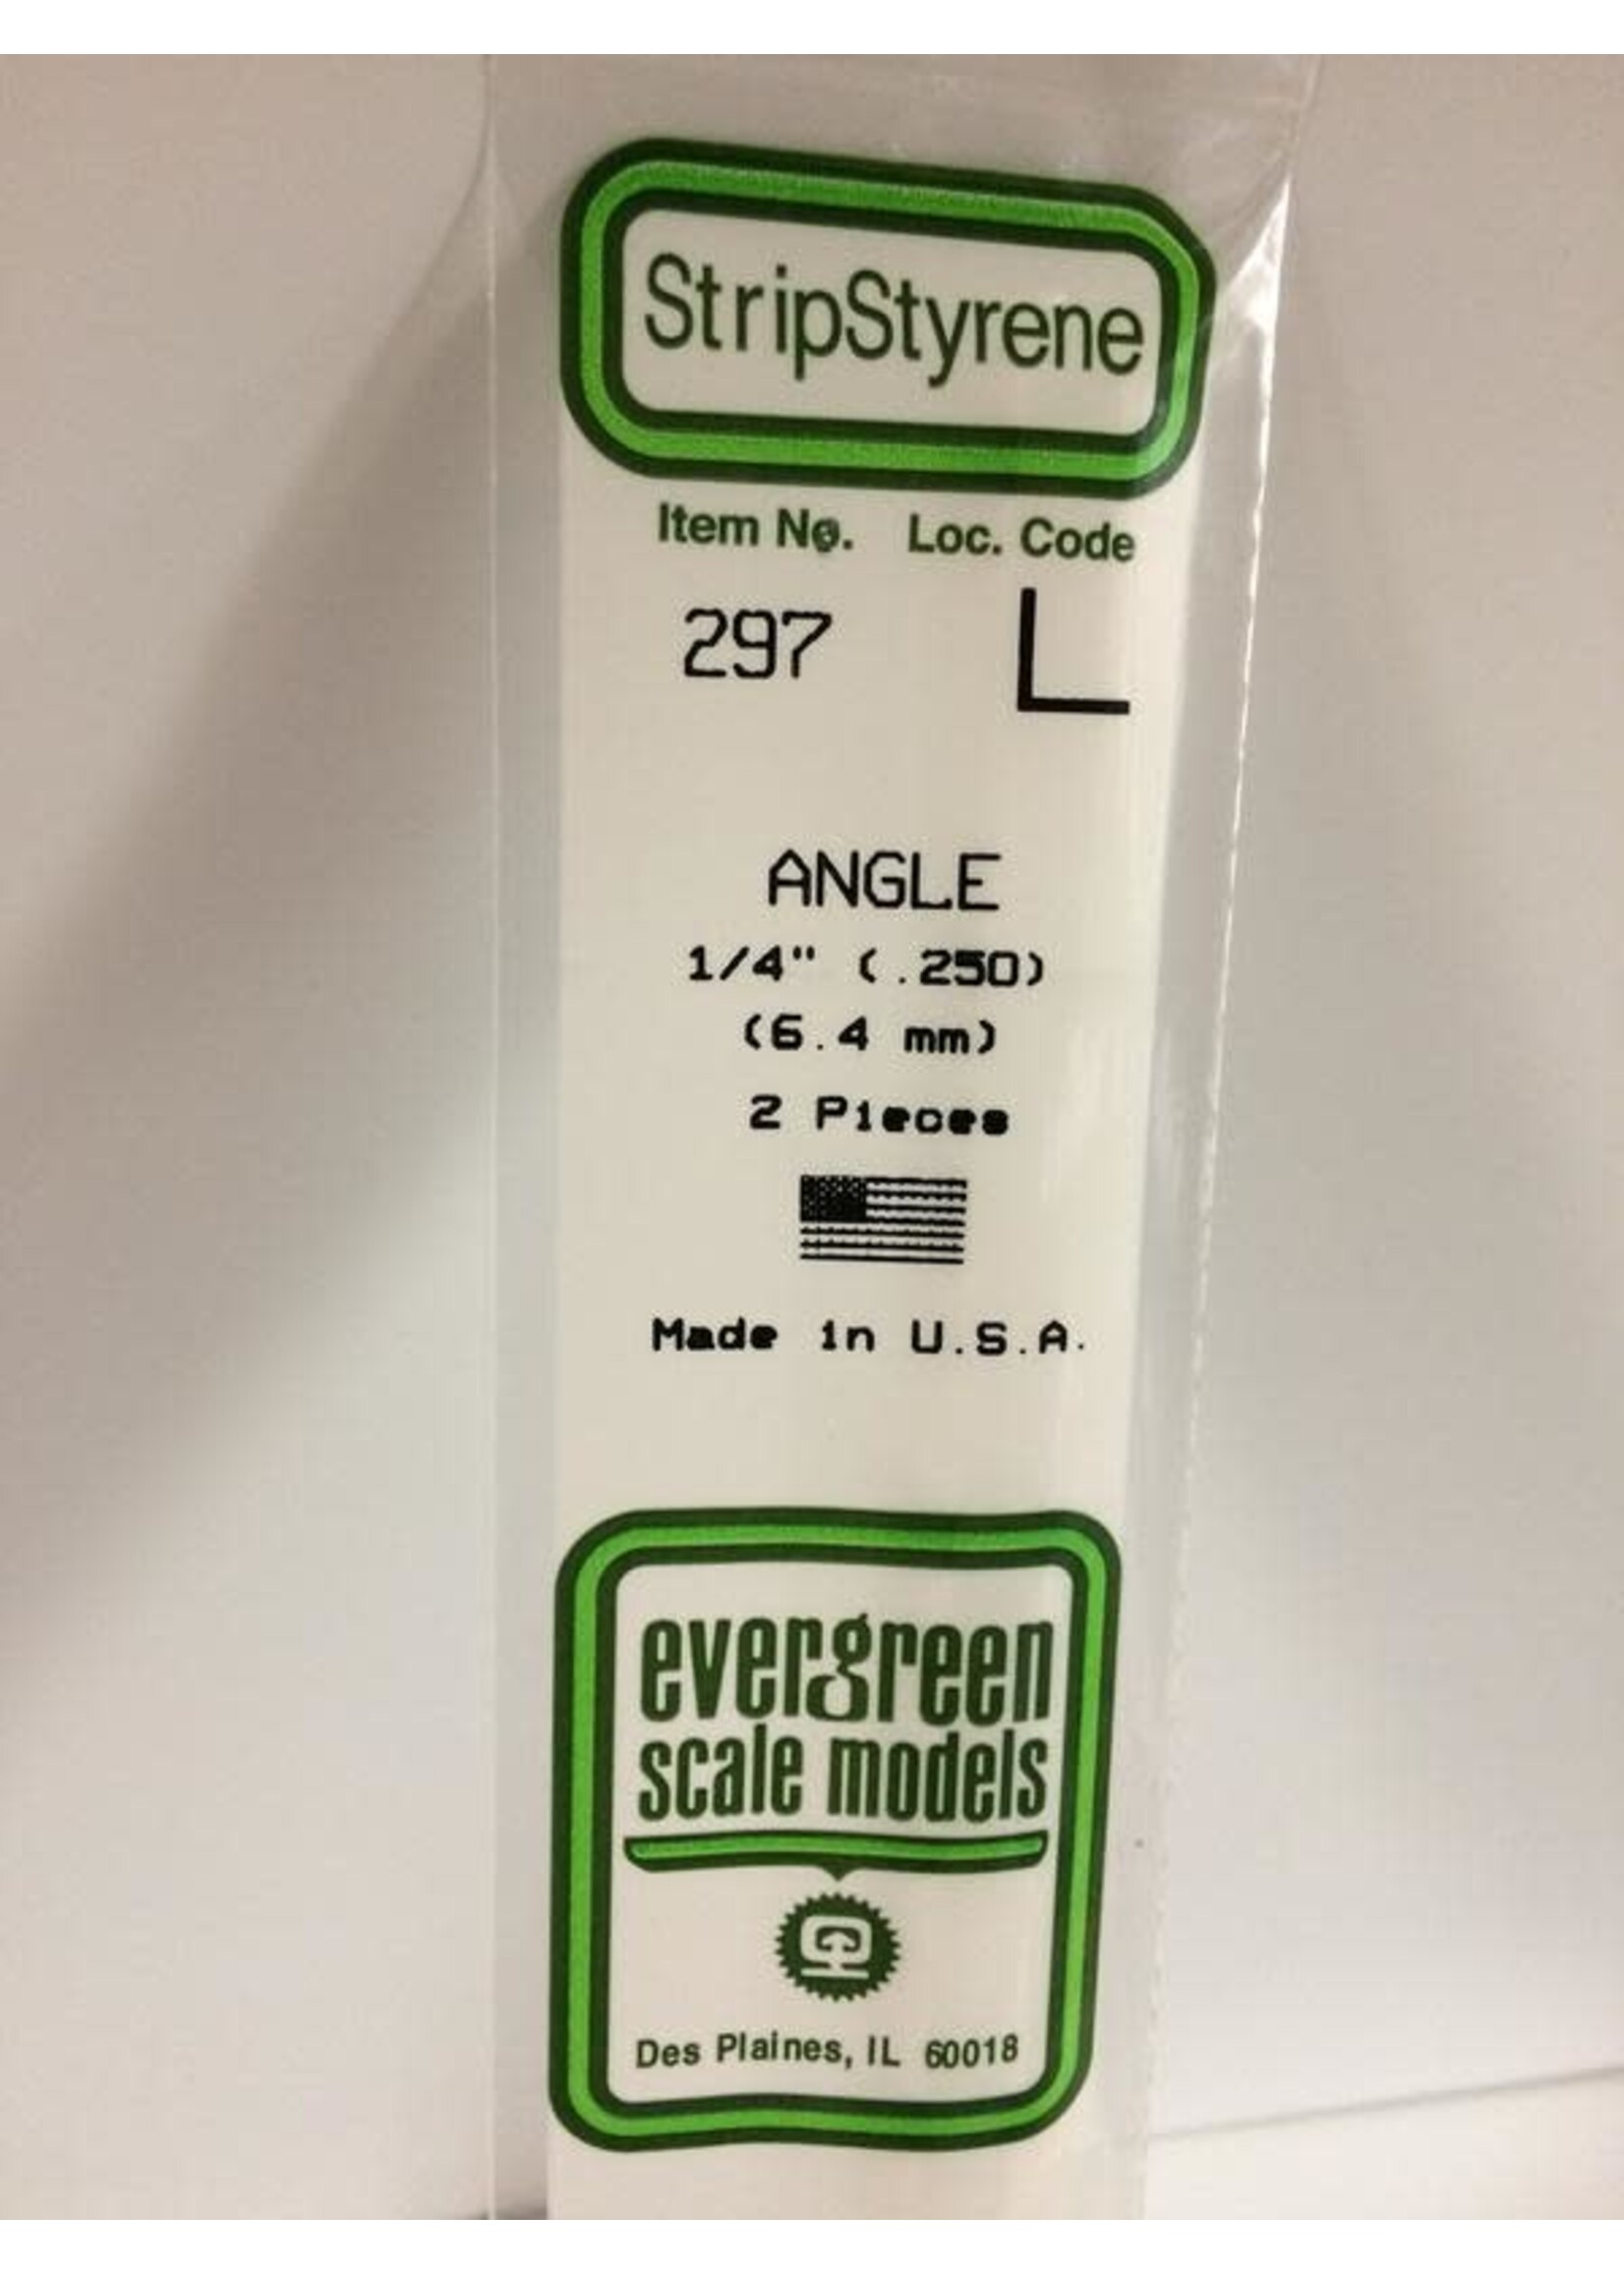 StripStyrene
Item No. Loc. Code
297
ANGLE
1/4" (.250)
(6.4 mm)
2 Pieces
Made in U.S.A.
evergreen
scale models
Des Plaines, IL 60018